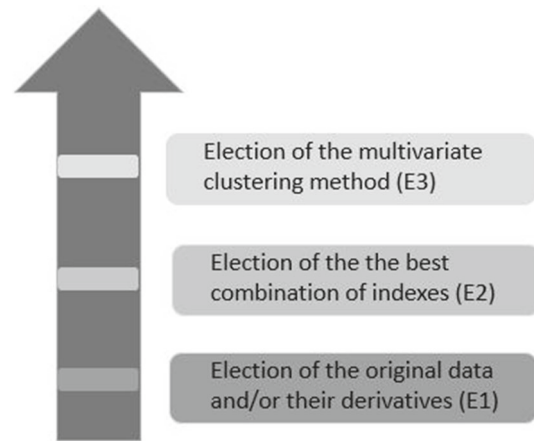 Election of the multivariate
clustering method (E3)
Election of the the best
combination of indexes (E2)
Election of the original data
and/or their derivatives (E1)